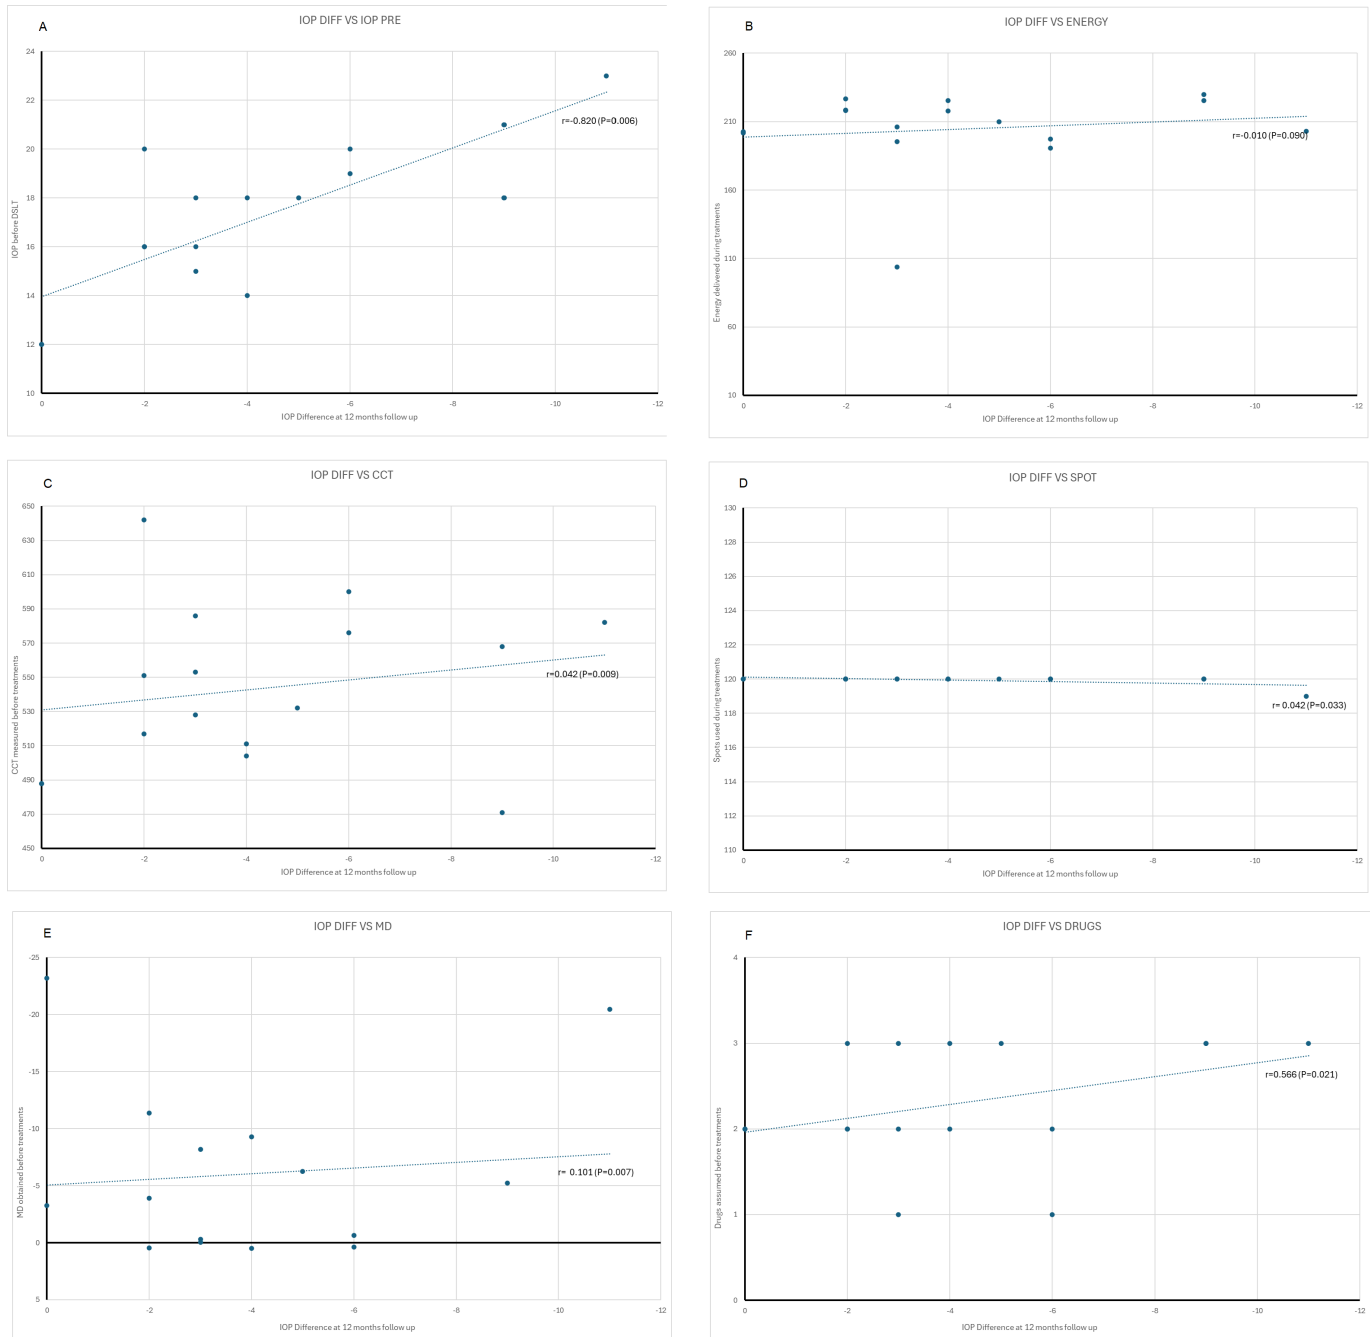 A
IOP DIFF VS IOP PRE
24
22
20
18
16
14
12
10
IOP before DSLT
r=-0.820 (P=0.006)
0 -2 -4 -6 -8 -10 -12
IOP Difference at 12 months follow up
B
IOP DIFF VS ENERGY
260
210
160
110
60
10
Energy delivered during tratments
r=-0.010 (P=0.090)
0 -2 -4 -6 -8 -10 -12
IOP Difference at 12 months follow up
C
IOP DIFF VS CCT
650
630
610
590
570
550
530
510
490
470
450
CCT measured before treatments
r=0.042 (P=0.009)
0 -2 -4 -6 -8 -10 -12
IOP Difference at 12 months follow up
D
IOP DIFF VS SPOT
130
128
126
124
122
120
118
116
114
112
110
Spots used during treatments
r= 0.042 (P=0.033)
0 -2 -4 -6 -8 -10 -12
IOP Difference at 12 months follow up
E
IOP DIFF VS MD
-25
-20
-15
-10
-5
0
5
MD obtained before treatments
r= 0.101 (P=0.007)
0 -2 -4 -6 -8 -10 -12
IOP Difference at 12 months follow up
F
IOP DIFF VS DRUGS
4
3
2
1
0
Drugs assumed before treatments
r=0.566 (P=0.021)
0 -2 -4 -6 -8 -10 -12
IOP Difference at 12 months follow up